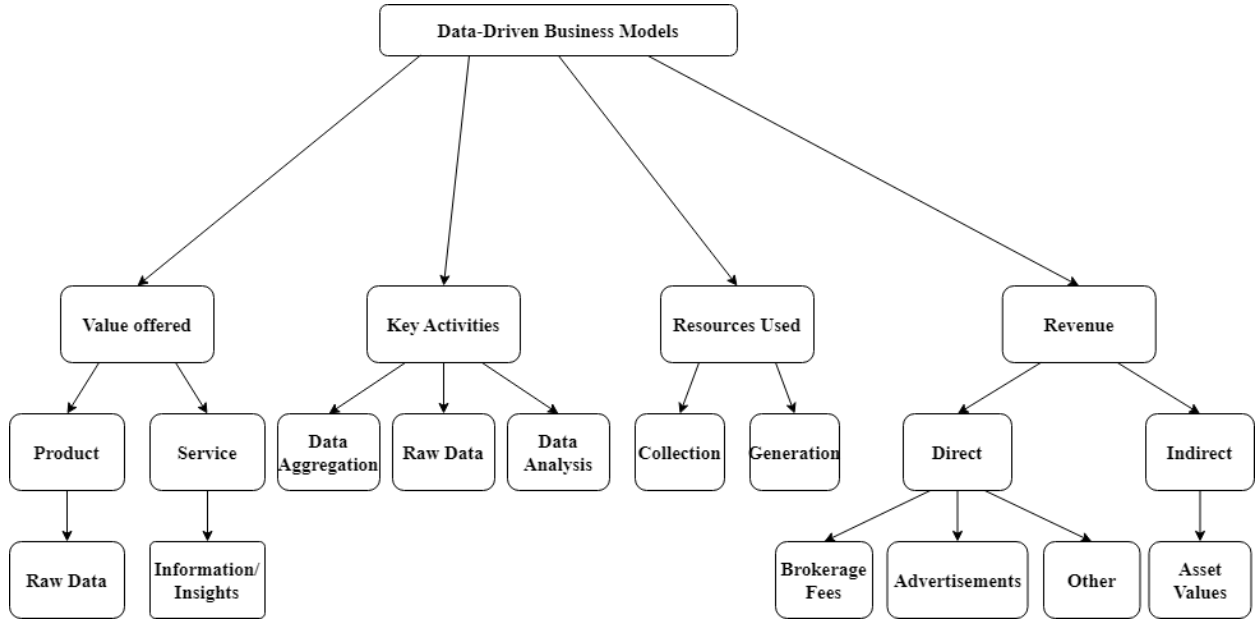 Data-Driven Business Models
Value offered
Key Activities
Resources Used
Revenue
Product
Service
Data
Aggregation
Raw Data
Data
Analysis
Collection
Generation
Direct
Indirect
Raw Data
Information/
Insights
Brokerage
Fees
Advertisements
Other
Asset
Values